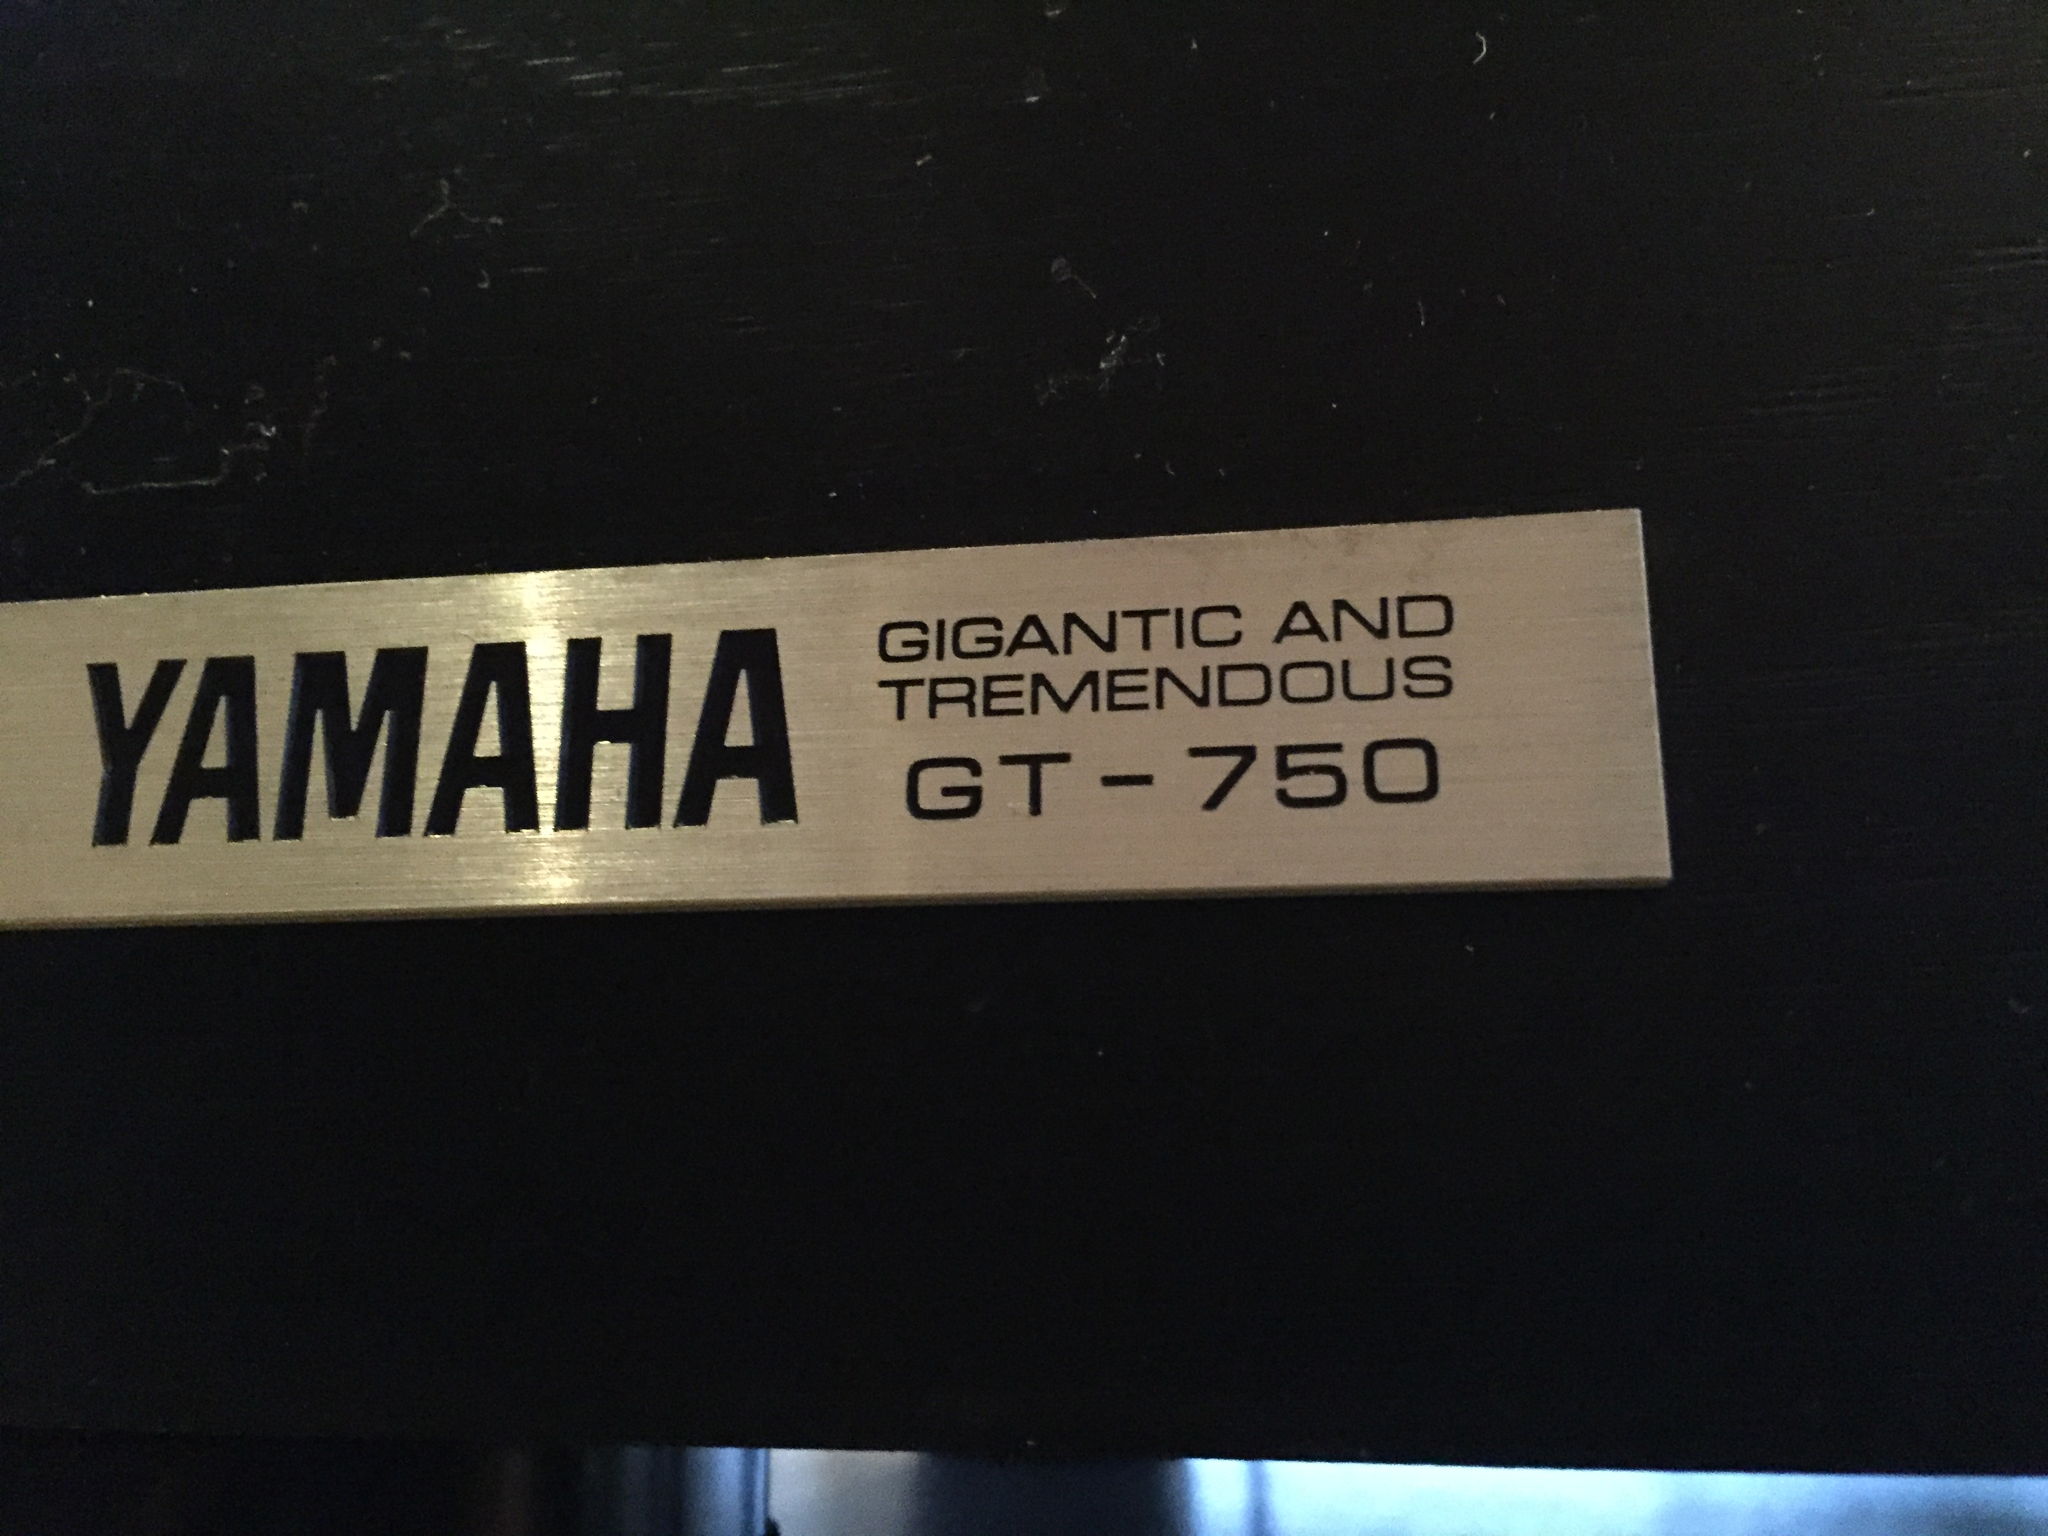 YAMAHA
GIGANTIC AND
TREMENDOUS
GT-750